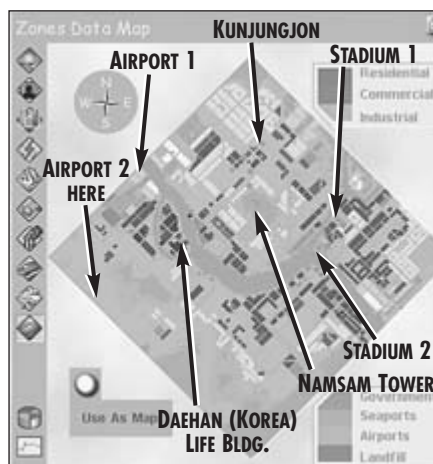 Zones Data Map
KUNJUNGJON
AIRPORT 1
STADIUM 1
Residential
Commercial
Industrial
N
W E
S
AIRPORT 2
HERE
STADIUM 2
NAMSAM TOWER
Use As Map
DAEHAN (KOREA)
LIFE BLDG.
Government
Seaports
Airports
Landfill